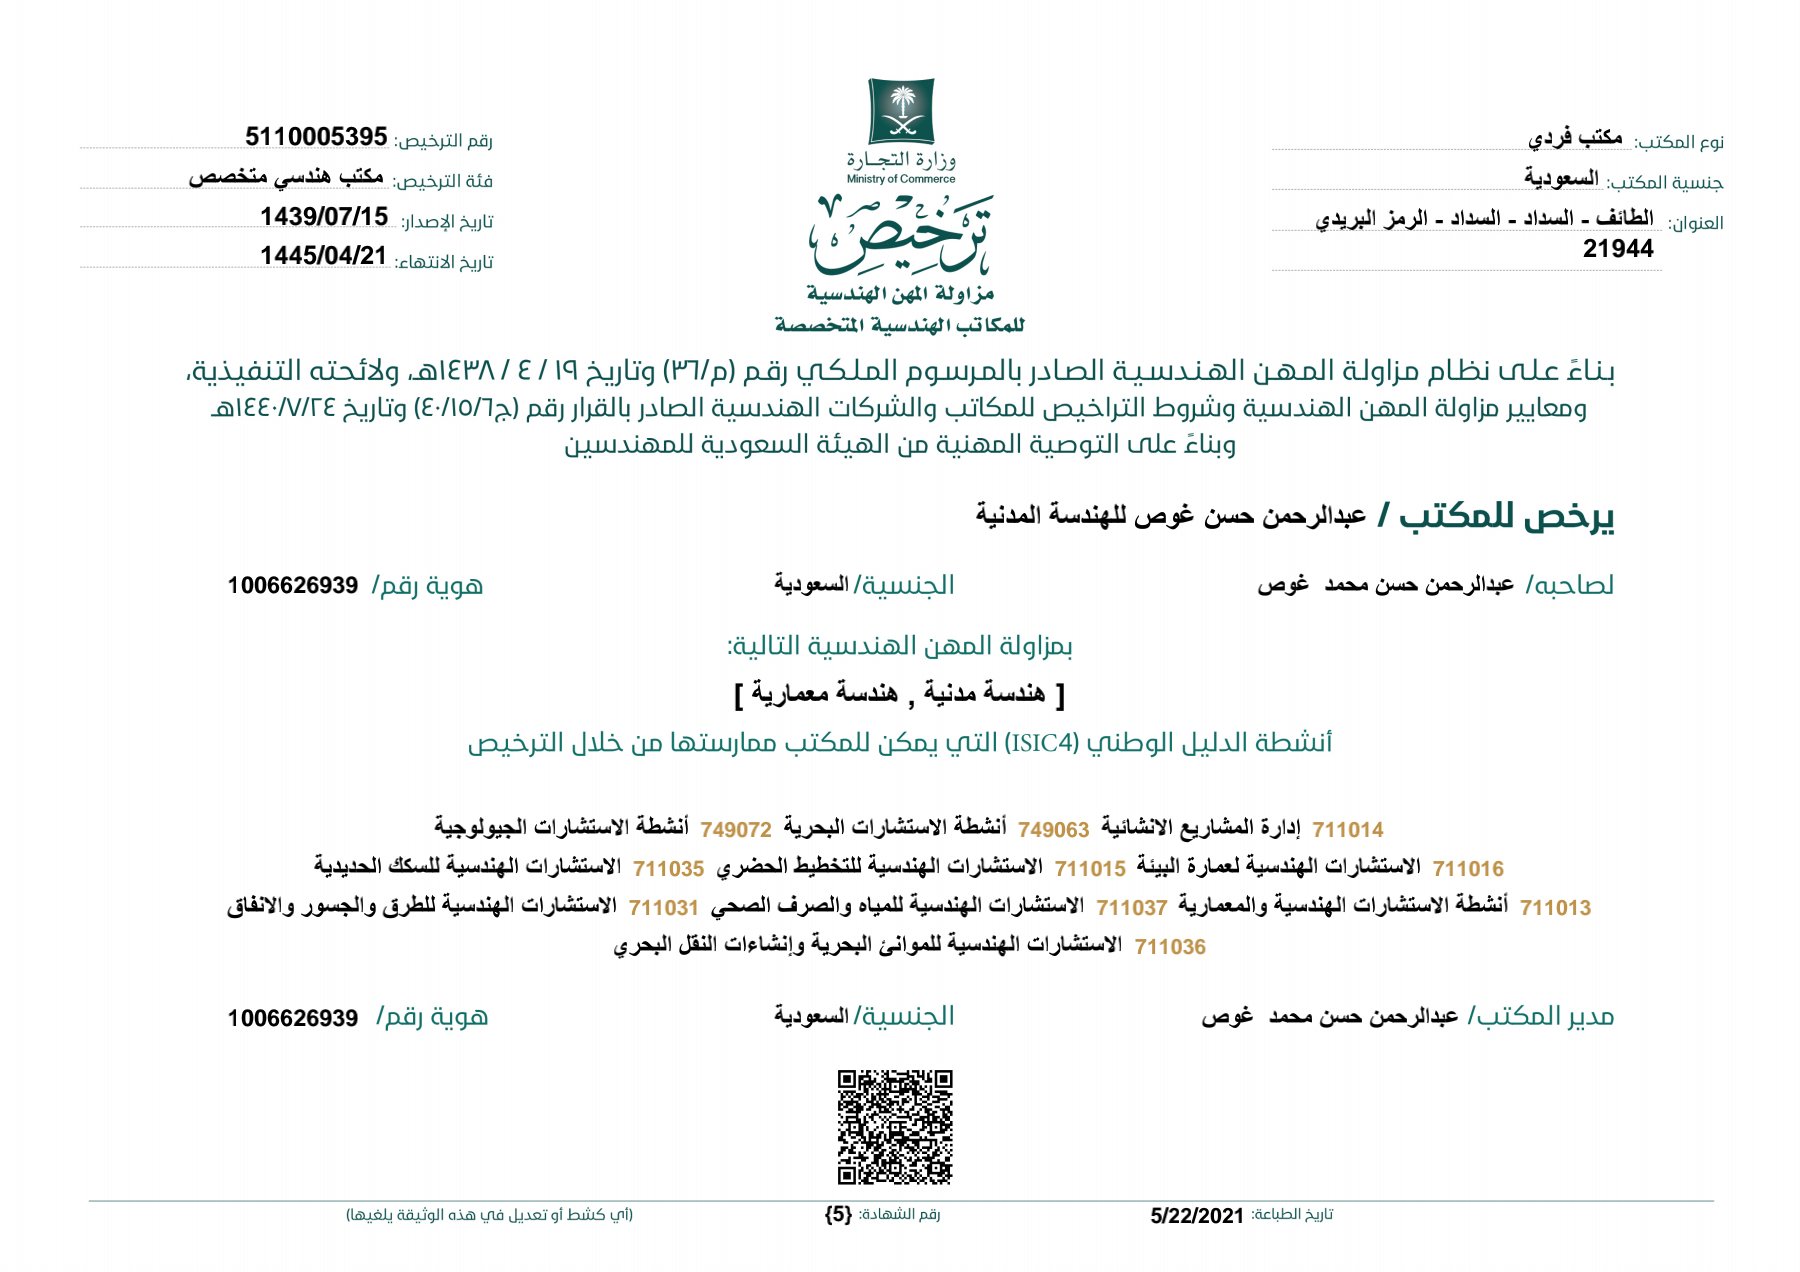 وزارة التجـارة
Ministry of Commerce
ترخيص
مزاولة المهن الهندسية
للمكاتب الهندسية المتخصصة
نوع المكتب: مكتب فردي
جنسية المكتب: السعودية
العنوان: الطائف - السداد - السداد - الرمز البريدي
21944
رقم الترخيص: 5110005395
فئة الترخيص: مكتب هندسي متخصص
تاريخ الإصدار: 1439/07/15
تاريخ الانتهاء: 1445/04/21
بناءً على نظام مزاولة المهن الهندسية الصادر بالمرسوم الملكي رقم (م/٣٦) وتاريخ ١٩ / ٤ / ١٤٣٨هـ، ولائحته التنفيذية،
ومعايير مزاولة المهن الهندسية وشروط التراخيص للمكاتب والشركات الهندسية الصادر بالقرار رقم (ج٤٠/١٥/٦) وتاريخ ١٤٤٠/٧/٢٤هـ
وبناءً على التوصية المهنية من الهيئة السعودية للمهندسين
يرخص للمكتب / عبدالرحمن حسن غوص للهندسة المدنية
لصاحبه/ عبدالرحمن حسن محمد غوص الجنسية/ السعودية هوية رقم/ 1006626939
بمزاولة المهن الهندسية التالية:
[ هندسة مدنية , هندسة معمارية ]
أنشطة الدليل الوطني (ISIC4) التي يمكن للمكتب ممارستها من خلال الترخيص
711014 إدارة المشاريع الانشائية 749063 أنشطة الاستشارات البحرية 749072 أنشطة الاستشارات الجيولوجية
711016 الاستشارات الهندسية لعمارة البيئة 711015 الاستشارات الهندسية للتخطيط الحضري 711035 الاستشارات الهندسية للسكك الحديدية
711013 أنشطة الاستشارات الهندسية والمعمارية 711037 الاستشارات الهندسية للمياه والصرف الصحي 711031 الاستشارات الهندسية للطرق والجسور والانفاق
711036 الاستشارات الهندسية للموانئ البحرية وإنشاءات النقل البحري
مدير المكتب/ عبدالرحمن حسن محمد غوص الجنسية/ السعودية هوية رقم/ 1006626939
تاريخ الطباعة: 5/22/2021 رقم الشهادة: {5} (أي كشط أو تعديل في هذه الوثيقة يلغيها)